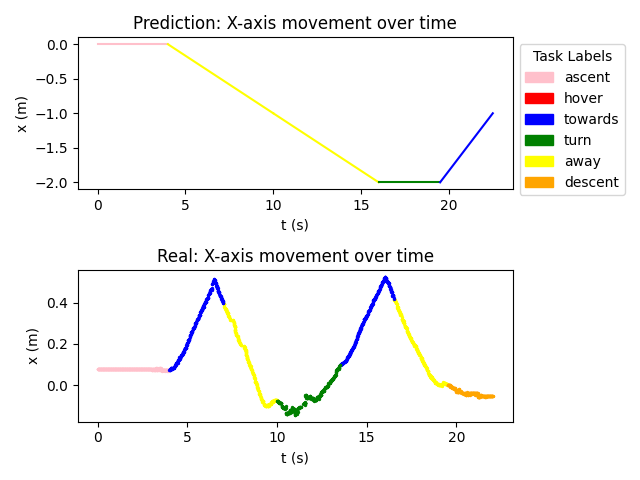 Prediction: X-axis movement over time
0.0
−0.5
−1.0
−1.5
−2.0
x (m)
0 5 10 15 20
t (s)
Task Labels
ascent
hover
towards
turn
away
descent
Real: X-axis movement over time
0.4
0.2
0.0
x (m)
0 5 10 15 20
t (s)